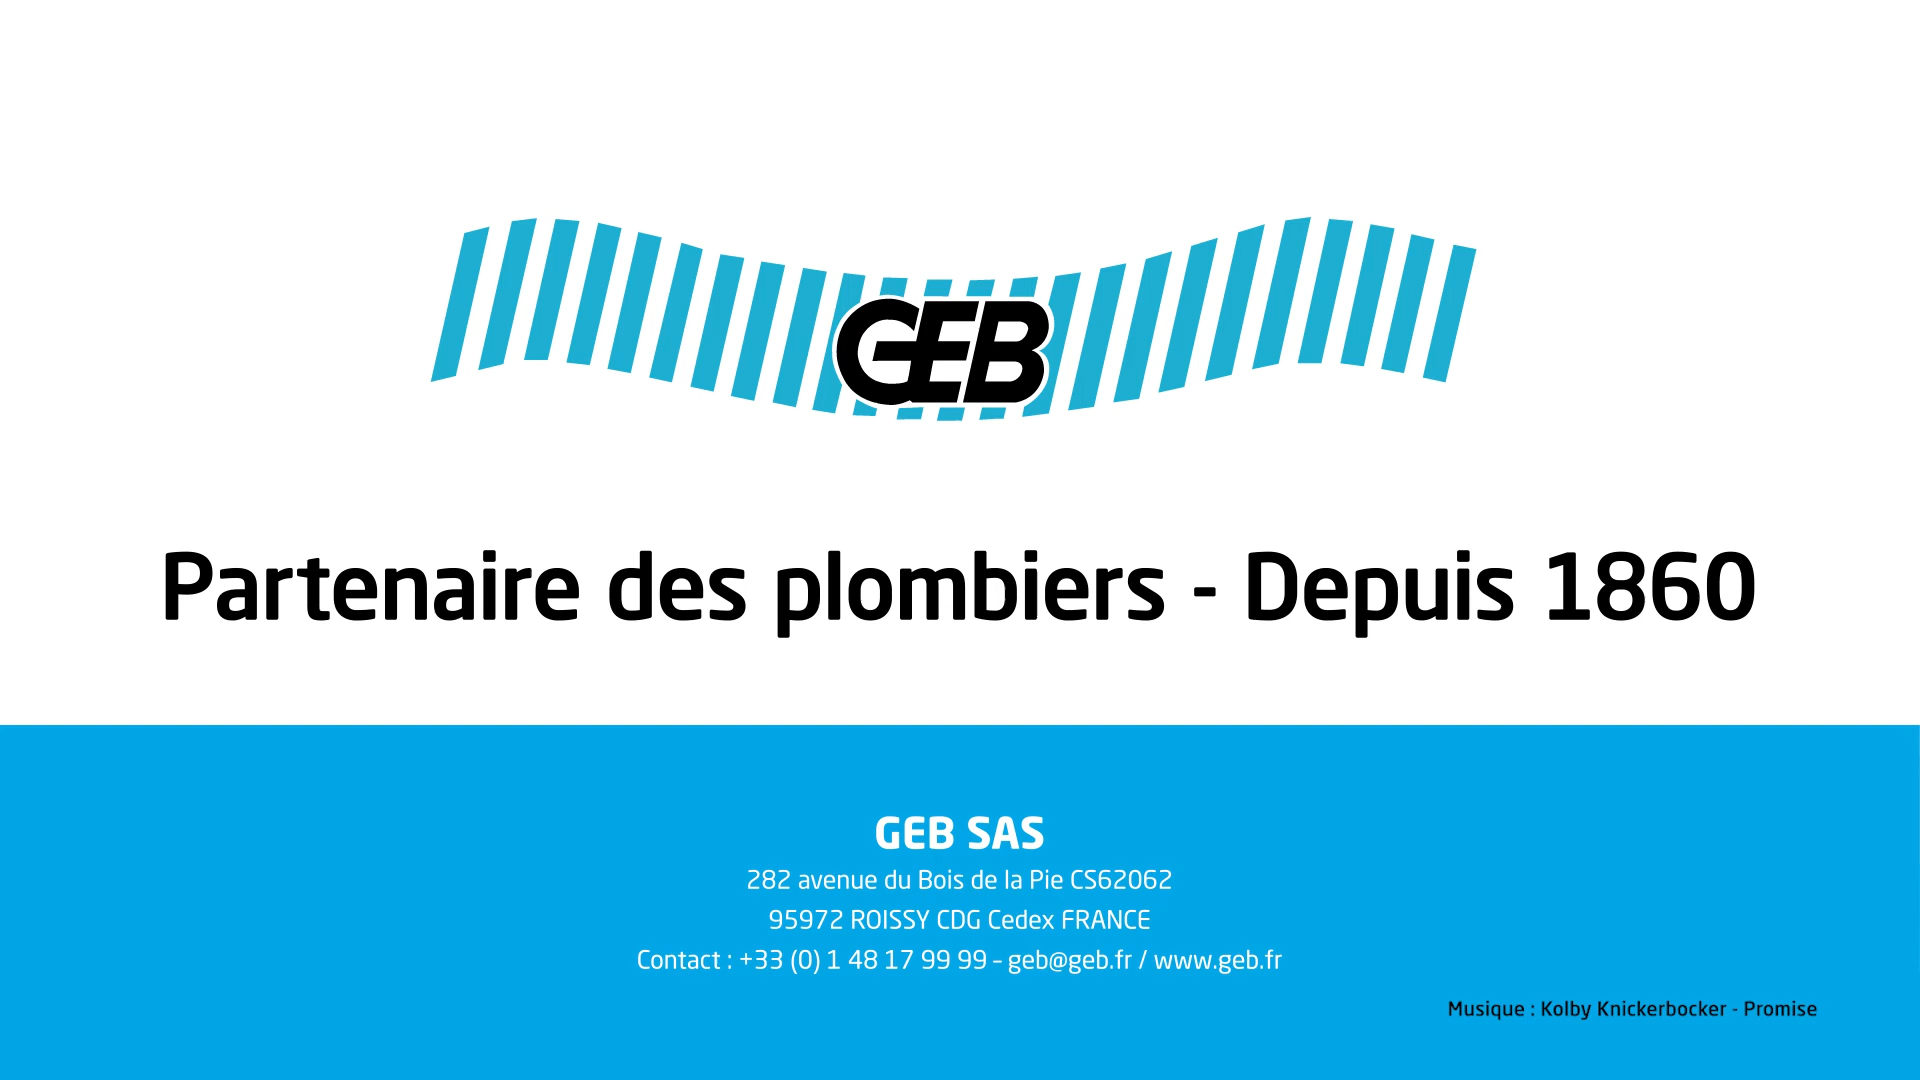 GEB
Partenaire des plombiers - Depuis 1860
GEB SAS
282 avenue du Bois de la Pie CS62062
95972 ROISSY CDG Cedex FRANCE
Contact : +33 (0) 1 48 17 99 99 – geb@geb.fr / www.geb.fr
Musique : Kolby Knickerbocker - Promise